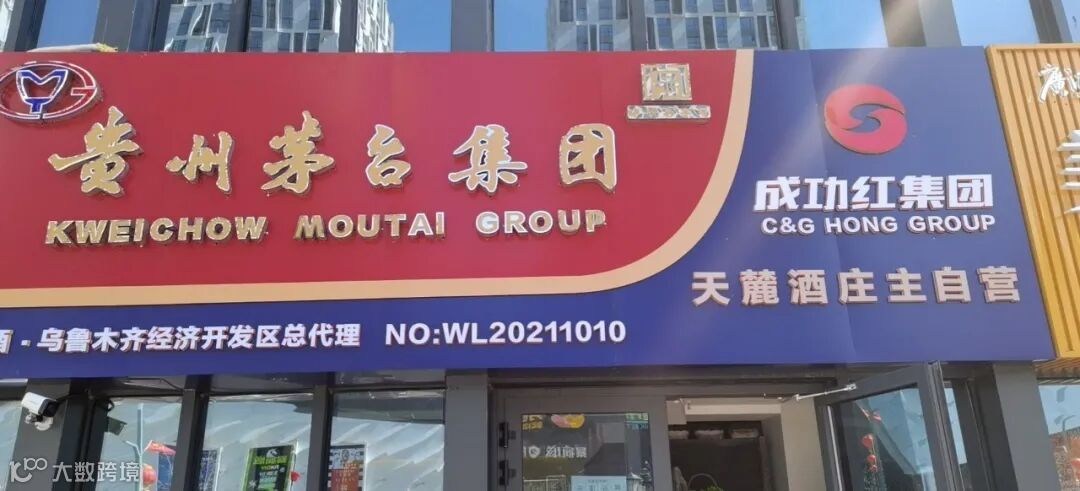 贵州茅台集团
KWEICHOW MOUTAI GROUP
成功红集团
C&G HONG GROUP
天麓酒庄主自营
酒 - 乌鲁木齐经济开发区总代理 NO:WL20211010
大数跨境